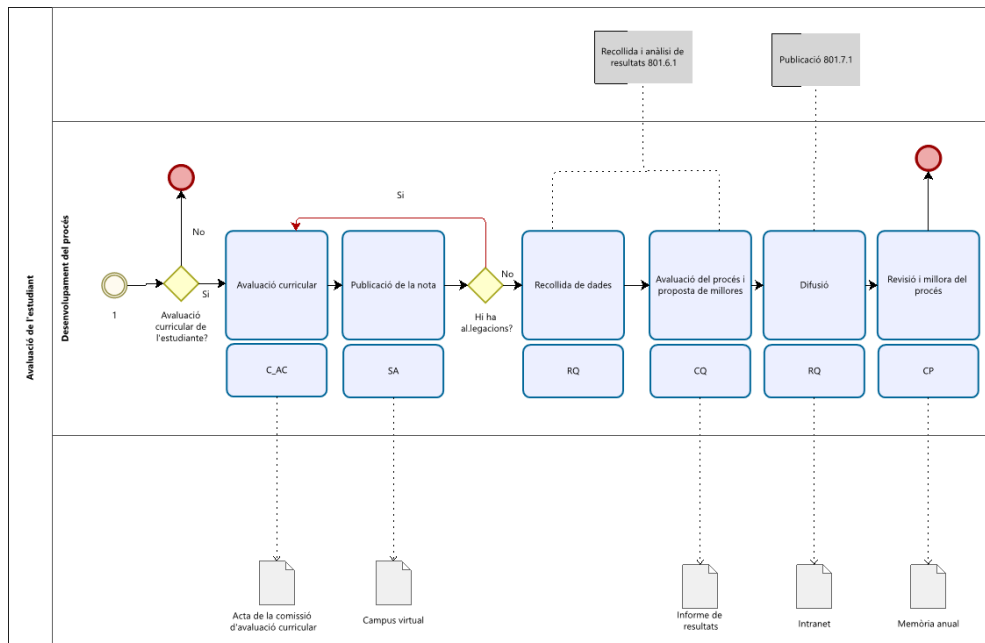 Avaluació de l'estudiant
Desenvolupament del procés
Recollida i anàlisi de
resultats 801.6.1
Publicació 801.7.1
1
No
Si
Avaluació
curricular de
l'estudiante?
Avaluació curricular
C_AC
Publicació de la nota
SA
Si
No
Hi ha
al.legacions?
Recollida de dades
RQ
Avaluació del procés i
proposta de millores
CQ
Difusió
RQ
Revisió i millora del
procés
CP
Acta de la comissió
d'avaluació curricular
Campus virtual
Informe de
resultats
Intranet
Memòria anual